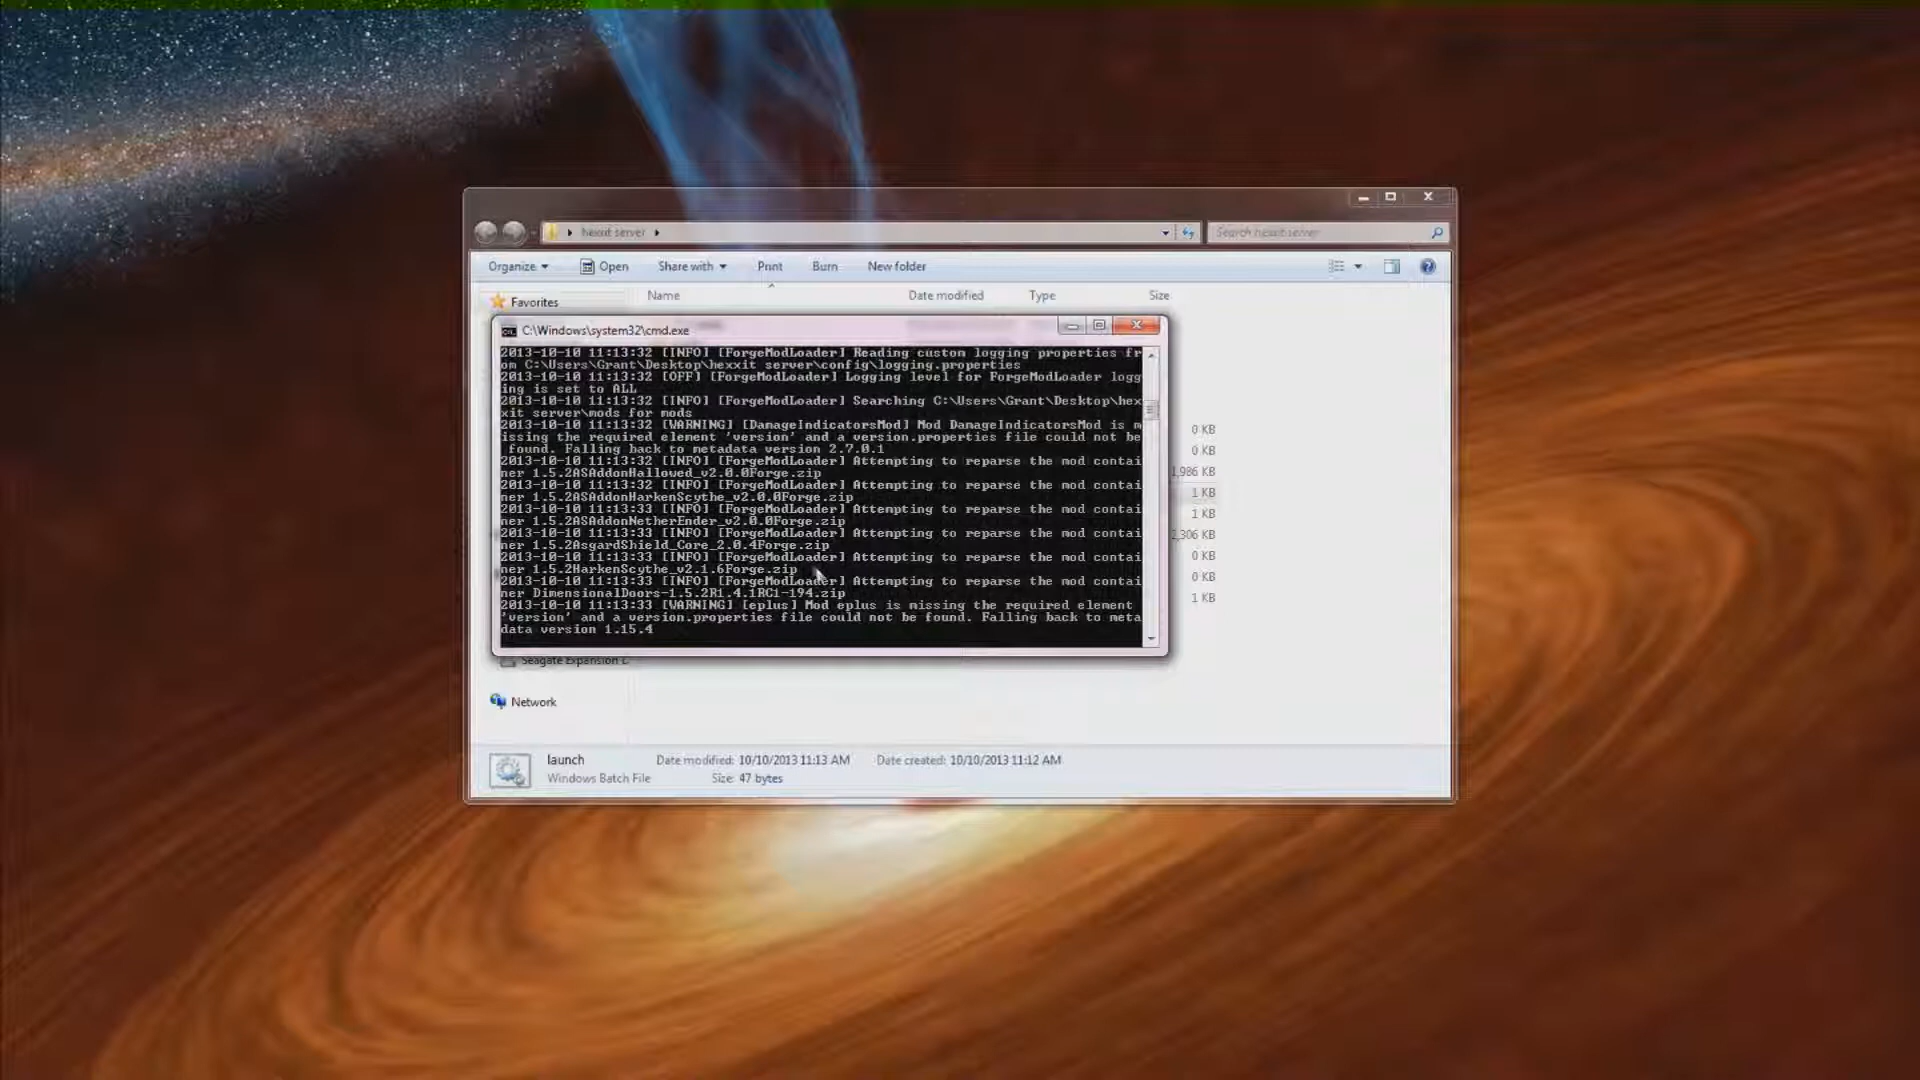 hexxit server
Search hexxit server
Organize Open Share with Print Burn New folder
Name Date modified Type Size
Favorites
C:\Windows\system32\cmd.exe
2013-10-10 11:13:32 [INFO] [ForgeModLoader] Reading custom logging properties fr
om C:\Users\Grant\Desktop\hexxit server\config\logging.properties
2013-10-10 11:13:32 [OFF] [ForgeModLoader] Logging level for ForgeModLoader logg
ing is set to ALL
2013-10-10 11:13:32 [INFO] [ForgeModLoader] Searching C:\Users\Grant\Desktop\hex
xit server\mods for mods
2013-10-10 11:13:32 [WARNING] [DamageIndicatorsMod] Mod DamageIndicatorsMod is m
issing the required element 'version' and a version.properties file could not be
found. Falling back to metadata version 2.7.0.1
2013-10-10 11:13:32 [INFO] [ForgeModLoader] Attempting to reparse the mod contai
ner 1.5.2ASAddonHallowed_v2.0.0Forge.zip
2013-10-10 11:13:32 [INFO] [ForgeModLoader] Attempting to reparse the mod contai
ner 1.5.2ASAddonHarkenScythe_v2.0.0Forge.zip
2013-10-10 11:13:33 [INFO] [ForgeModLoader] Attempting to reparse the mod contai
ner 1.5.2ASAddonNetherEnder_v2.0.0Forge.zip
2013-10-10 11:13:33 [INFO] [ForgeModLoader] Attempting to reparse the mod contai
ner 1.5.2AsgardShield_Core_2.0.4Forge.zip
2013-10-10 11:13:33 [INFO] [ForgeModLoader] Attempting to reparse the mod contai
ner 1.5.2HarkenScythe_v2.1.6Forge.zip
2013-10-10 11:13:33 [INFO] [ForgeModLoader] Attempting to reparse the mod contai
ner DimensionalDoors-1.5.2R1.4.1RC1-194.zip
2013-10-10 11:13:33 [WARNING] [eplus] Mod eplus is missing the required element
'version' and a version.properties file could not be found. Falling back to meta
data version 1.15.4
0 KB
0 KB
1,986 KB
1 KB
1 KB
2,306 KB
0 KB
0 KB
1 KB
Seagate Expansion
Network
launch Date modified: 10/10/2013 11:13 AM Date created: 10/10/2013 11:12 AM
Windows Batch File Size: 47 bytes